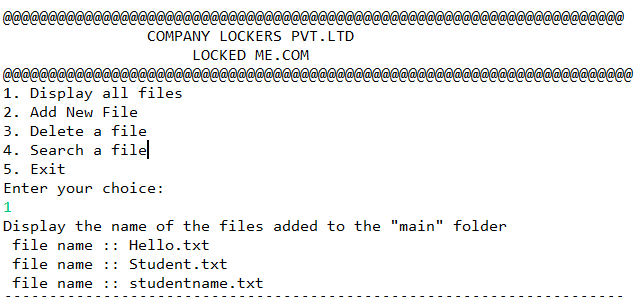 @@@@@@@@@@@@@@@@@@@@@@@@@@@@@@@@@@@@@@@@@@@@@@@@@@@@@@@@@@@@@@@@@@@@@
COMPANY LOCKERS PVT.LTD
LOCKED ME.COM
@@@@@@@@@@@@@@@@@@@@@@@@@@@@@@@@@@@@@@@@@@@@@@@@@@@@@@@@@@@@@@@@@@@@@@
1. Display all files
2. Add New File
3. Delete a file
4. Search a file
5. Exit
Enter your choice:
1
Display the name of the files added to the "main" folder
file name :: Hello.txt
file name :: Student.txt
file name :: studentname.txt
---------------------------------------------------------------------